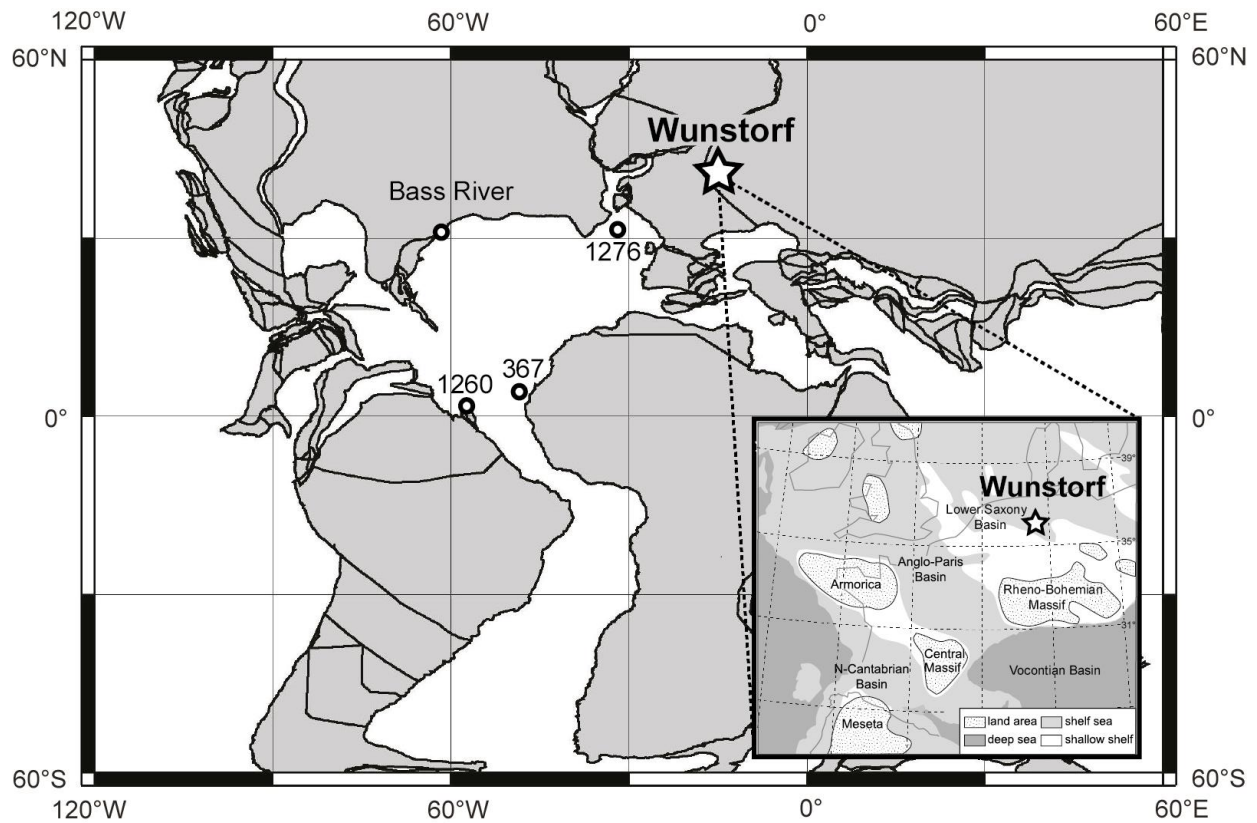 120°W 60°W 0° 60°E
60°N 60°N
Wunstorf
Bass River
1276
367
1260
0° 0°
39°
Wunstorf
Lower Saxony
Basin
35°
Anglo-Paris
Basin
Armorica
Rheno-Bohemian
Massif
31°
Central
Massif
N-Cantabrian
Basin
Vocontian Basin
Meseta
land area shelf sea
deep sea shallow shelf
60°S 60°S
120°W 60°W 0° 60°E